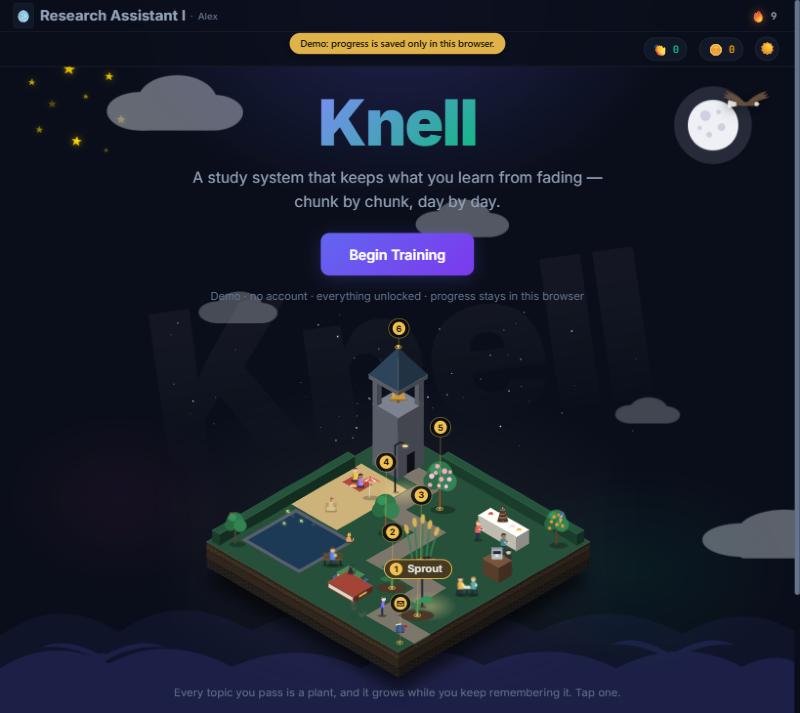 Research Assistant I · Alex
9
Demo: progress is saved only in this browser.
0
0
Knell
A study system that keeps what you learn from fading —
chunk by chunk, day by day.
Begin Training
Demo · no account · everything unlocked · progress stays in this browser
Knell
6
5
4
3
2
1 Sprout
Every topic you pass is a plant, and it grows while you keep remembering it. Tap one.